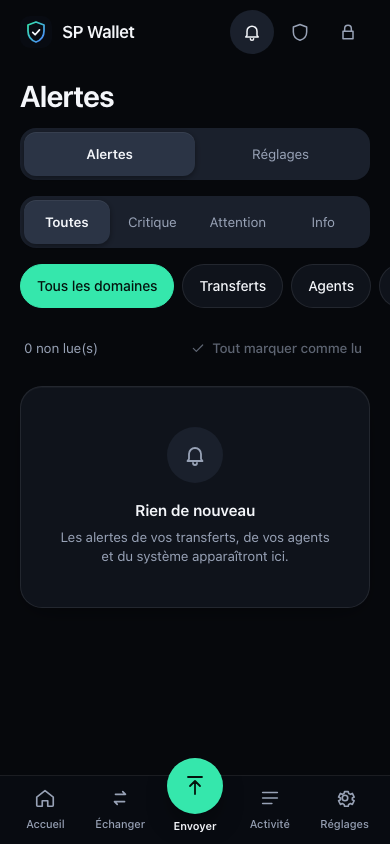 SP Wallet
Alertes
Alertes
Réglages
Toutes
Critique
Attention
Info
Tous les domaines
Transferts
Agents
0 non lue(s)
Tout marquer comme lu
Rien de nouveau
Les alertes de vos transferts, de vos agents
et du système apparaîtront ici.
Accueil
Échanger
Envoyer
Activité
Réglages